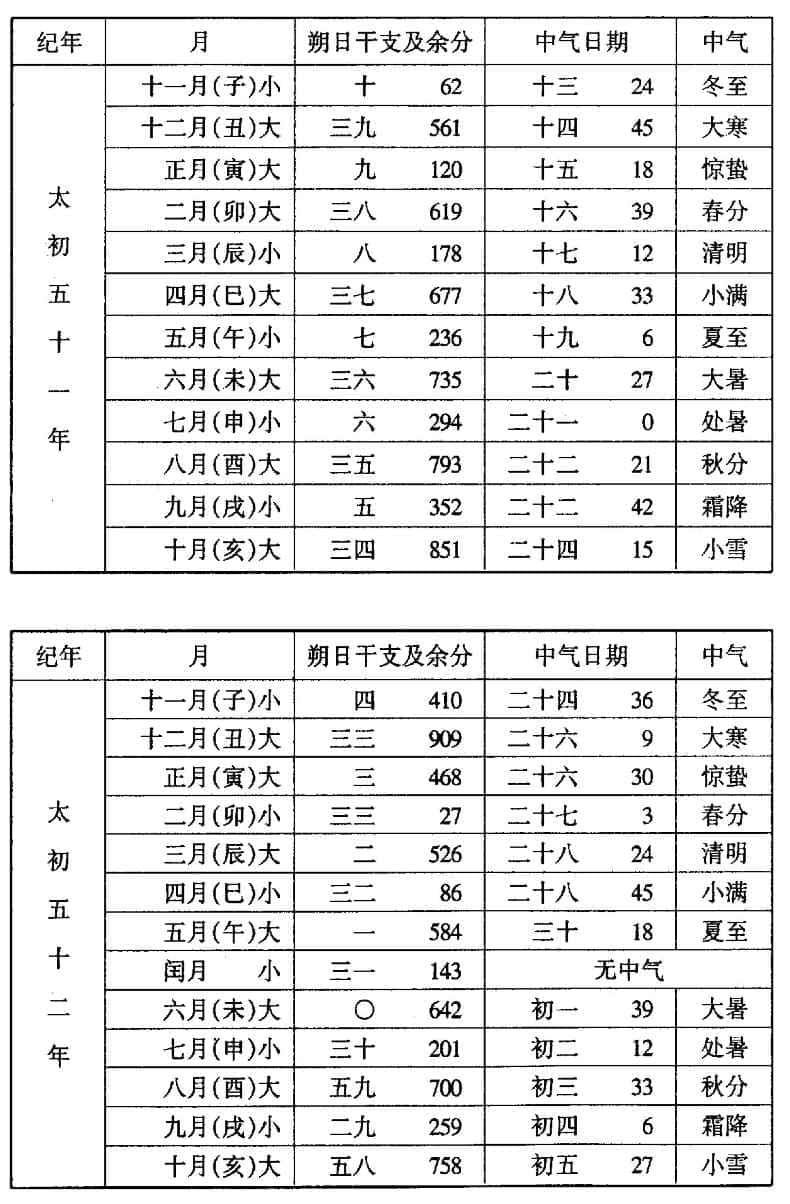 纪年 月 朔日干支及余分 中气日期 中气
太初五十一年
十一月(子)小 十 62 十三 24 冬至
十二月(丑)大 三九 561 十四 45 大寒
正月(寅)大 九 120 十五 18 惊蛰
二月(卯)大 三八 619 十六 39 春分
三月(辰)小 八 178 十七 12 清明
四月(巳)大 三七 677 十八 33 小满
五月(午)小 七 236 十九 6 夏至
六月(未)大 三六 735 二十 27 大暑
七月(申)小 六 294 二十一 0 处暑
八月(酉)大 三五 793 二十二 21 秋分
九月(戌)小 五 352 二十二 42 霜降
十月(亥)大 三四 851 二十四 15 小雪
纪年 月 朔日干支及余分 中气日期 中气
太初五十二年
十一月(子)小 四 410 二十四 36 冬至
十二月(丑)大 三三 909 二十六 9 大寒
正月(寅)大 三 468 二十六 30 惊蛰
二月(卯)小 三三 27 二十七 3 春分
三月(辰)大 二 526 二十八 24 清明
四月(巳)小 三二 86 二十八 45 小满
五月(午)大 一 584 三十 18 夏至
闰月 小 三一 143 无中气
六月(未)大 〇 642 初一 39 大暑
七月(申)小 三十 201 初二 12 处暑
八月(酉)大 五九 700 初三 33 秋分
九月(戌)小 二九 259 初四 6 霜降
十月(亥)大 五八 758 初五 27 小雪